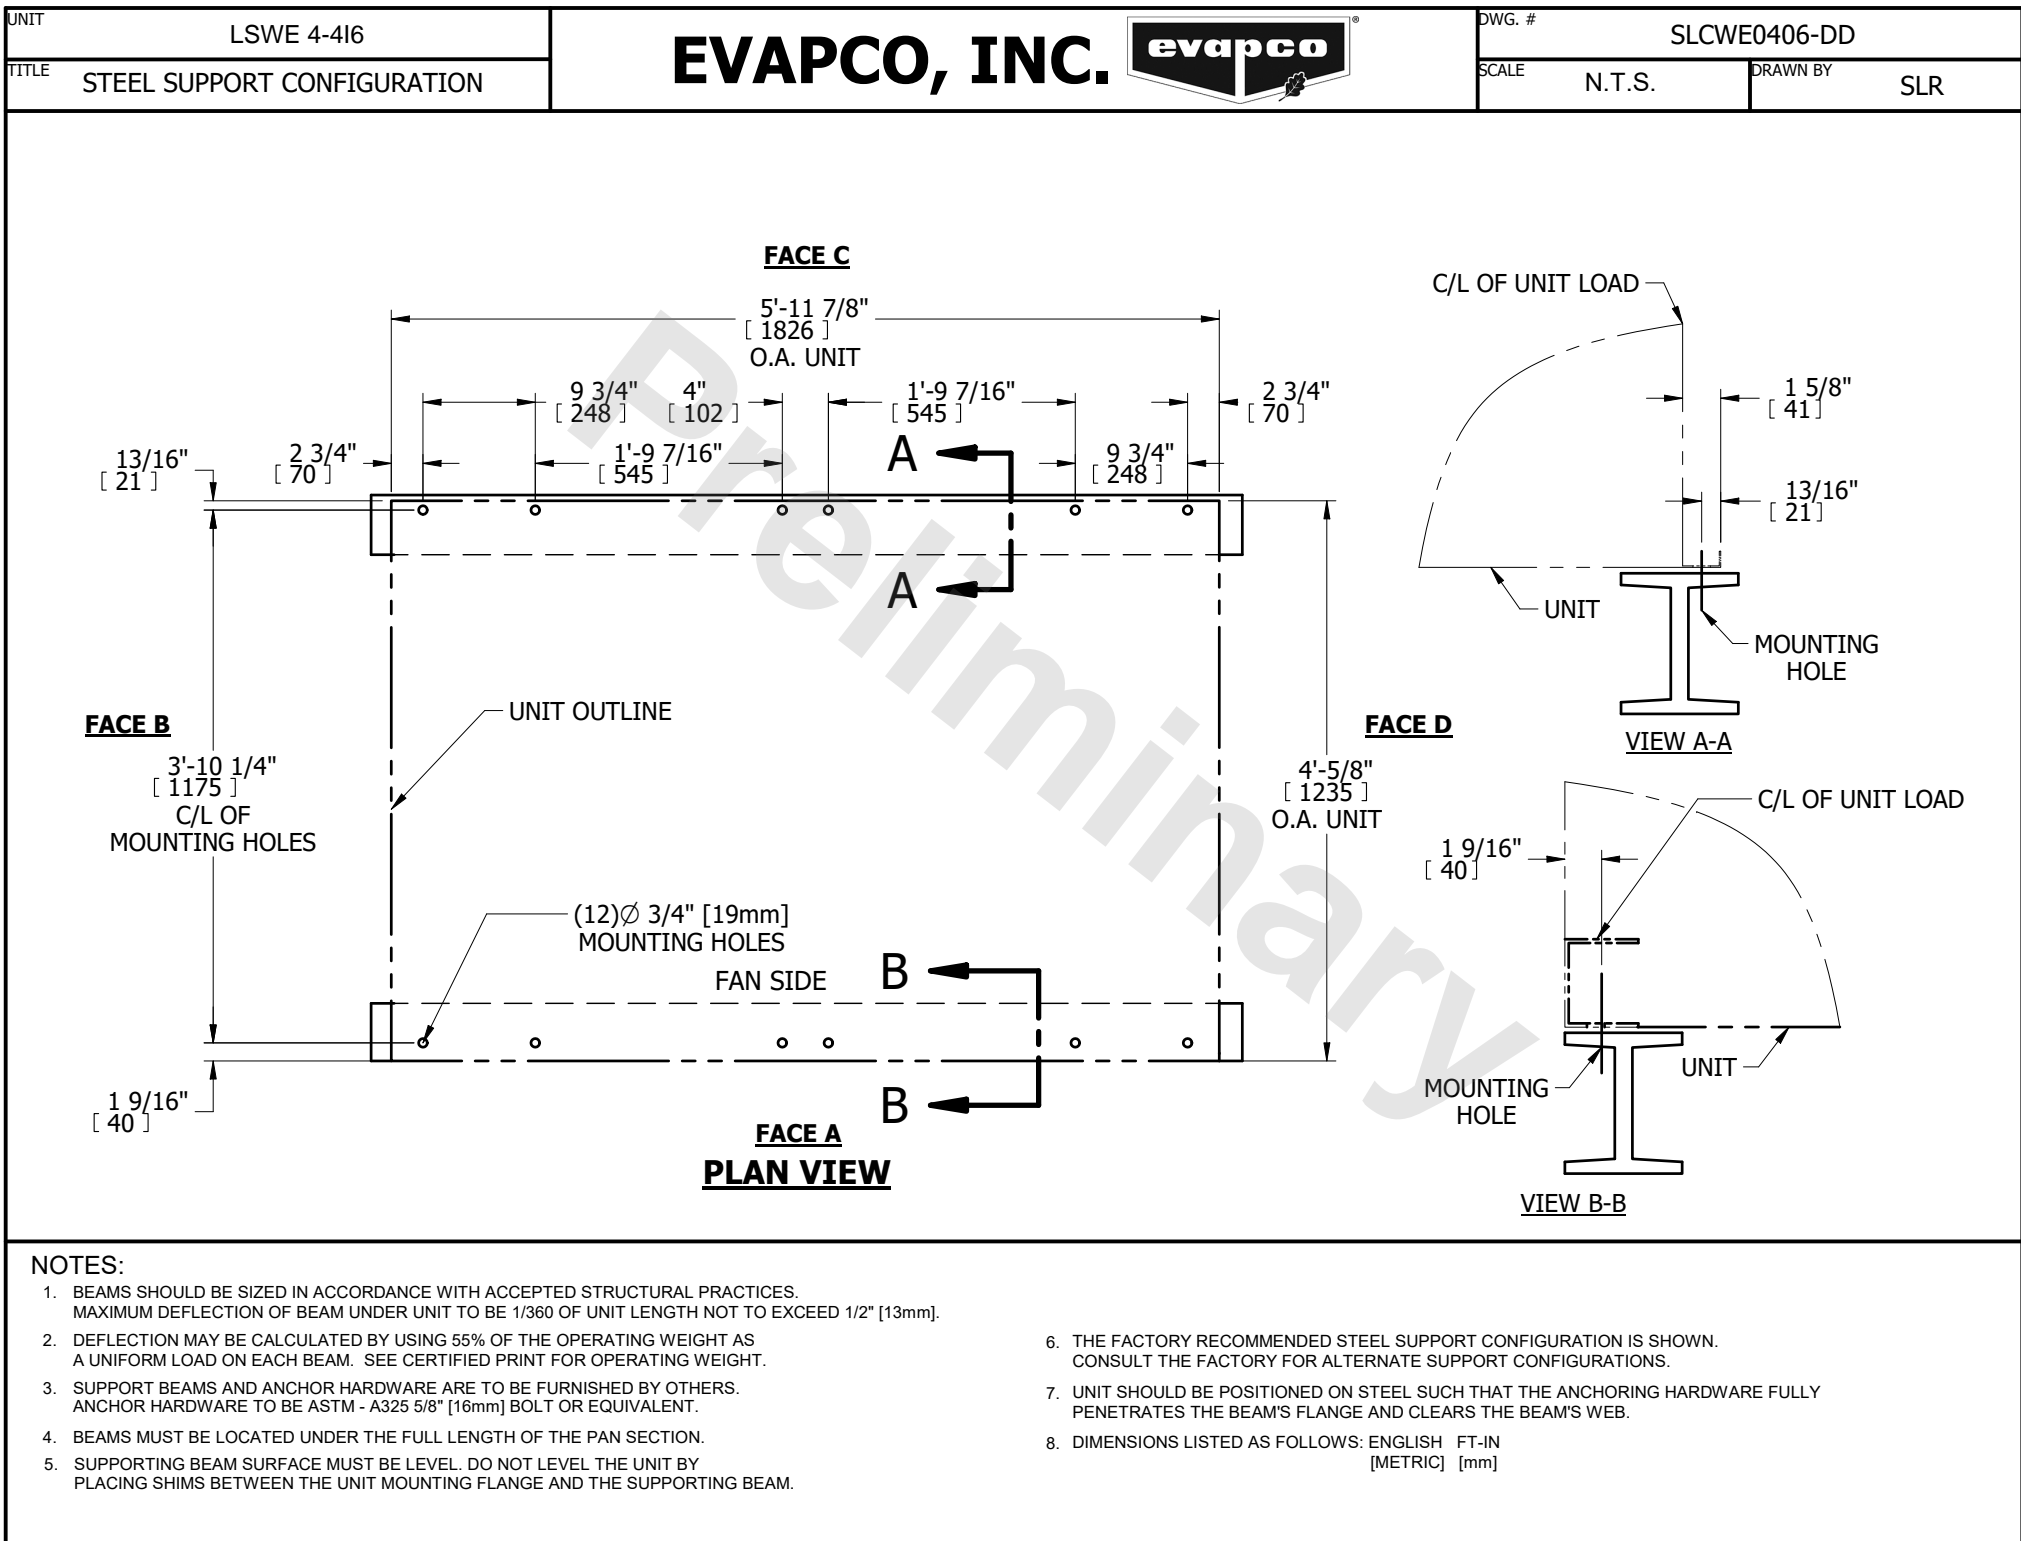 UNIT
LSWE 4-4I6
TITLE
STEEL SUPPORT CONFIGURATION
EVAPCO, INC.
evapco
®
DWG. #
SLCWE0406-DD
SCALE
N.T.S.
DRAWN BY
SLR
FACE C
5'-11 7/8"
[ 1826 ]
O.A. UNIT
9 3/4"
[ 248 ]
4"
[ 102 ]
1'-9 7/16"
[ 545 ]
2 3/4"
[ 70 ]
13/16"
[ 21 ]
2 3/4"
[ 70 ]
1'-9 7/16"
[ 545 ]
9 3/4"
[ 248 ]
A
A
UNIT OUTLINE
FACE B
3'-10 1/4"
[ 1175 ]
C/L OF
MOUNTING HOLES
FACE D
4'-5/8"
[ 1235 ]
O.A. UNIT
(12)∅ 3/4" [19mm]
MOUNTING HOLES
FAN SIDE
B
B
1 9/16"
[ 40 ]
FACE A
PLAN VIEW
C/L OF UNIT LOAD
1 5/8"
[ 41 ]
13/16"
[ 21 ]
UNIT
MOUNTING
HOLE
VIEW A-A
C/L OF UNIT LOAD
1 9/16"
[ 40 ]
UNIT
MOUNTING
HOLE
VIEW B-B
Preliminary
NOTES:
1. BEAMS SHOULD BE SIZED IN ACCORDANCE WITH ACCEPTED STRUCTURAL PRACTICES.
MAXIMUM DEFLECTION OF BEAM UNDER UNIT TO BE 1/360 OF UNIT LENGTH NOT TO EXCEED 1/2" [13mm].
2. DEFLECTION MAY BE CALCULATED BY USING 55% OF THE OPERATING WEIGHT AS
A UNIFORM LOAD ON EACH BEAM. SEE CERTIFIED PRINT FOR OPERATING WEIGHT.
3. SUPPORT BEAMS AND ANCHOR HARDWARE ARE TO BE FURNISHED BY OTHERS.
ANCHOR HARDWARE TO BE ASTM - A325 5/8" [16mm] BOLT OR EQUIVALENT.
4. BEAMS MUST BE LOCATED UNDER THE FULL LENGTH OF THE PAN SECTION.
5. SUPPORTING BEAM SURFACE MUST BE LEVEL. DO NOT LEVEL THE UNIT BY
PLACING SHIMS BETWEEN THE UNIT MOUNTING FLANGE AND THE SUPPORTING BEAM.
6. THE FACTORY RECOMMENDED STEEL SUPPORT CONFIGURATION IS SHOWN.
CONSULT THE FACTORY FOR ALTERNATE SUPPORT CONFIGURATIONS.
7. UNIT SHOULD BE POSITIONED ON STEEL SUCH THAT THE ANCHORING HARDWARE FULLY
PENETRATES THE BEAM'S FLANGE AND CLEARS THE BEAM'S WEB.
8. DIMENSIONS LISTED AS FOLLOWS: ENGLISH FT-IN
[METRIC] [mm]